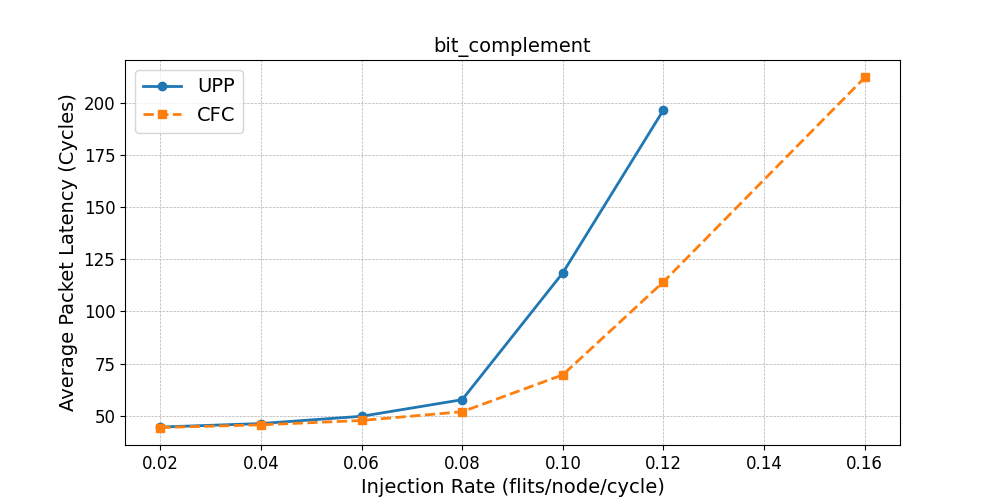 bit_complement
UPP
CFC
Average Packet Latency (Cycles)
200
175
150
125
100
75
50
0.02 0.04 0.06 0.08 0.10 0.12 0.14 0.16
Injection Rate (flits/node/cycle)